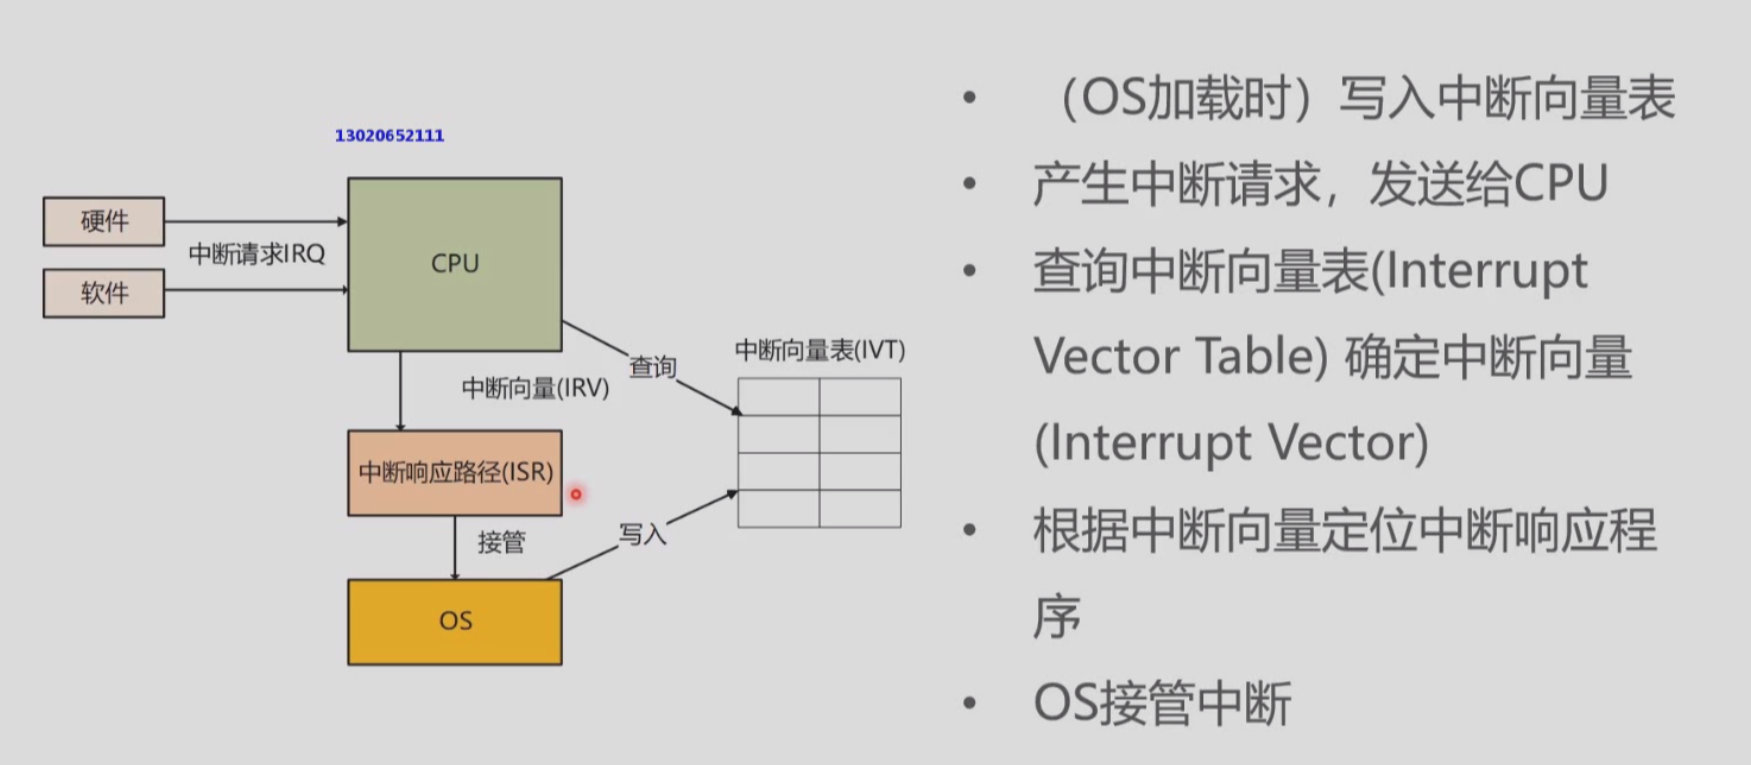 13020652111
硬件
中断请求IRQ
软件
CPU
查询
中断向量表(IVT)
中断向量(IRV)
中断响应路径(ISR)
接管
写入
OS
• （OS加载时）写入中断向量表
• 产生中断请求，发送给CPU
• 查询中断向量表(Interrupt
Vector Table) 确定中断向量
(Interrupt Vector)
• 根据中断向量定位中断响应程
序
• OS接管中断